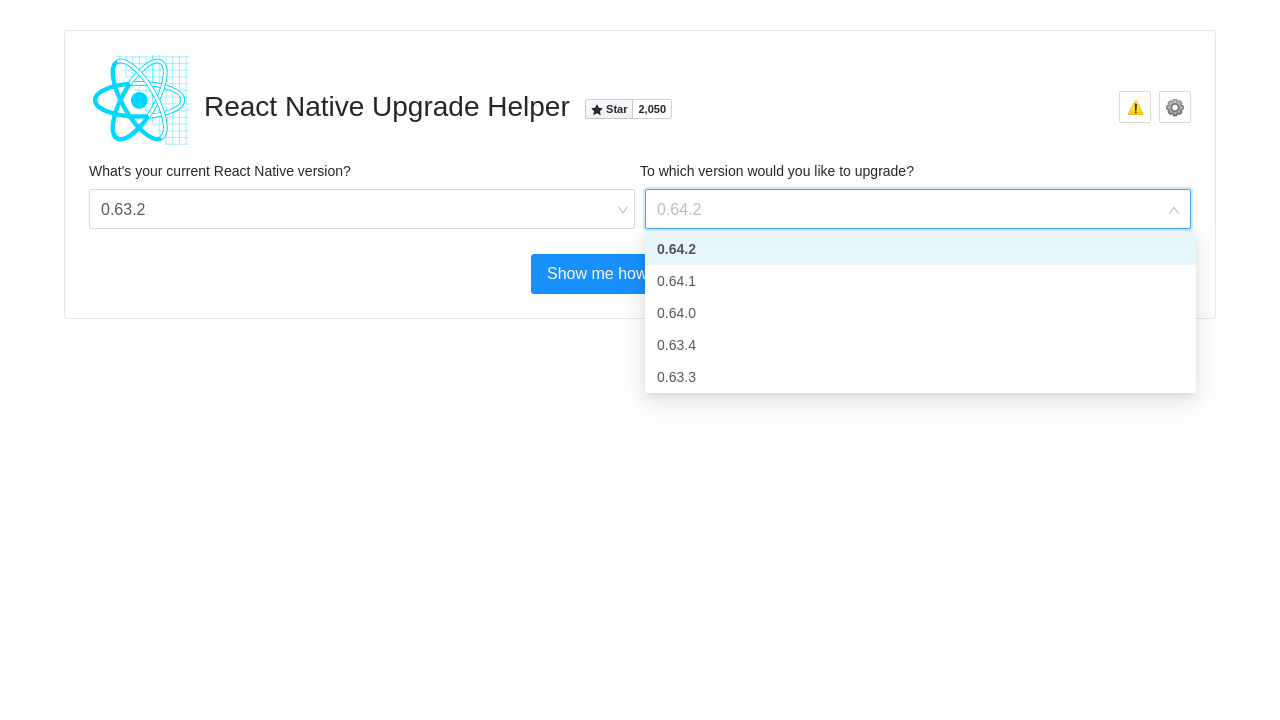 React Native Upgrade Helper
Star 2,050
What's your current React Native version?
To which version would you like to upgrade?
0.63.2
0.64.2
0.64.2
Show me how
0.64.1
0.64.0
0.63.4
0.63.3